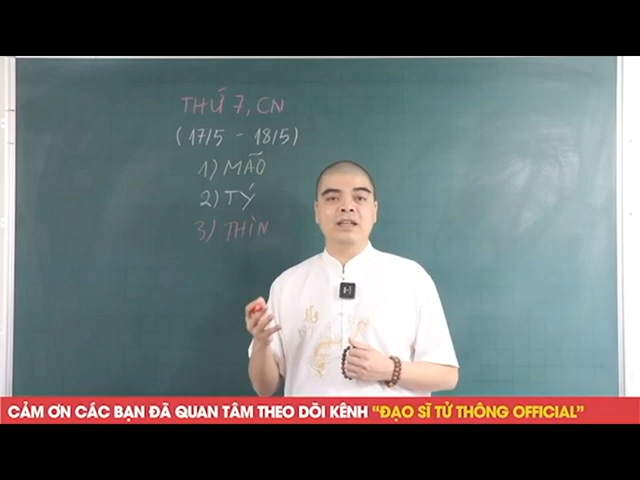 THỨ 7, CN
(17/5 - 18/5)
1) MÃO
2) TÝ
3) THÌN
CẢM ƠN CÁC BẠN ĐÃ QUAN TÂM THEO DÕI KÊNH “ĐẠO SĨ TỬ THÔNG OFFICIAL”